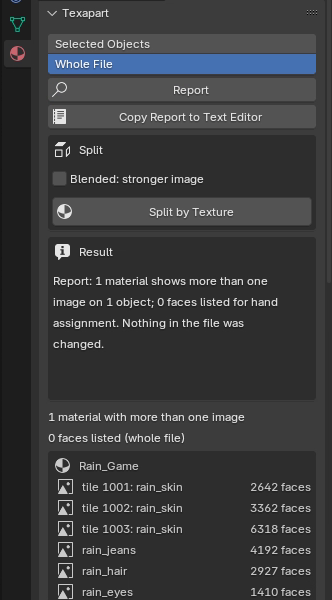 Texapart
Selected Objects
Whole File
Report
Copy Report to Text Editor
Split
Blended: stronger image
Split by Texture
Result
Report: 1 material shows more than one
image on 1 object; 0 faces listed for hand
assignment. Nothing in the file was
changed.
1 material with more than one image
0 faces listed (whole file)
Rain_Game
tile 1001: rain_skin 2642 faces
tile 1002: rain_skin 3362 faces
tile 1003: rain_skin 6318 faces
rain_jeans 4192 faces
rain_hair 2927 faces
rain_eyes 1410 faces